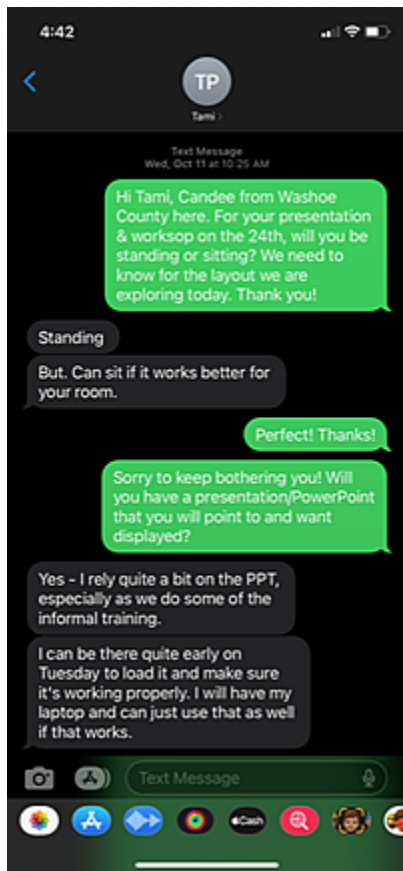 4:42
TP
Tami
Text Message
Wed, Oct 11 at 10:25 AM
Hi Tami, Candee from Washoe
County here. For your presentation
& worksop on the 24th, will you be
standing or sitting? We need to
know for the layout we are
exploring today. Thank you!
Standing
But. Can sit if it works better for
your room.
Perfect! Thanks!
Sorry to keep bothering you! Will
you have a presentation/PowerPoint
that you will point to and want
displayed?
Yes - I rely quite a bit on the PPT,
especially as we do some of the
informal training.
I can be there quite early on
Tuesday to load it and make sure
it's working properly. I will have my
laptop and can just use that as well
if that works.
Text Message
Cash